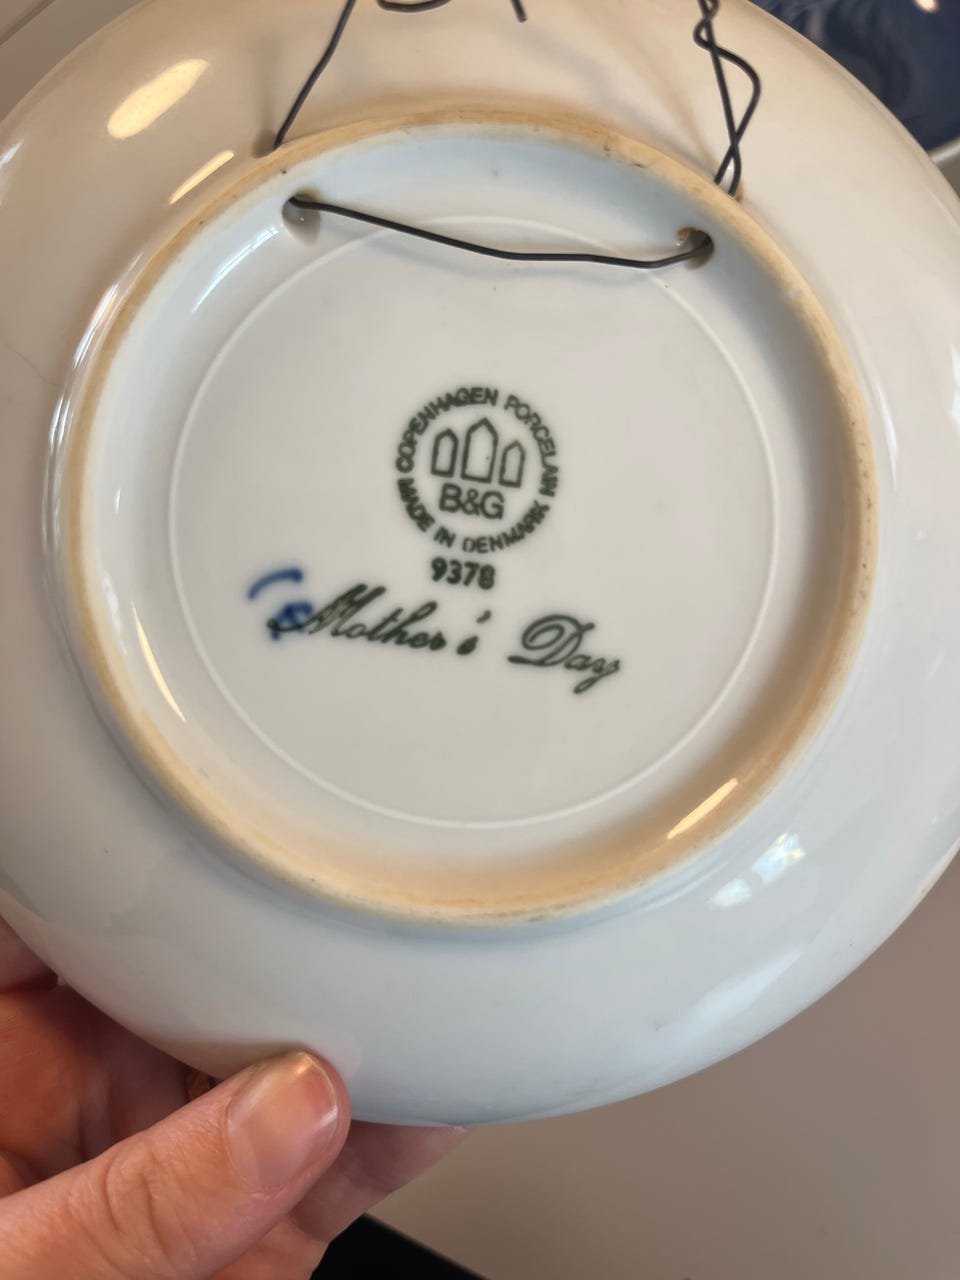 COPENHAGEN PORCELAIN
MADE IN DENMARK
B&G
9378
Mother's Day